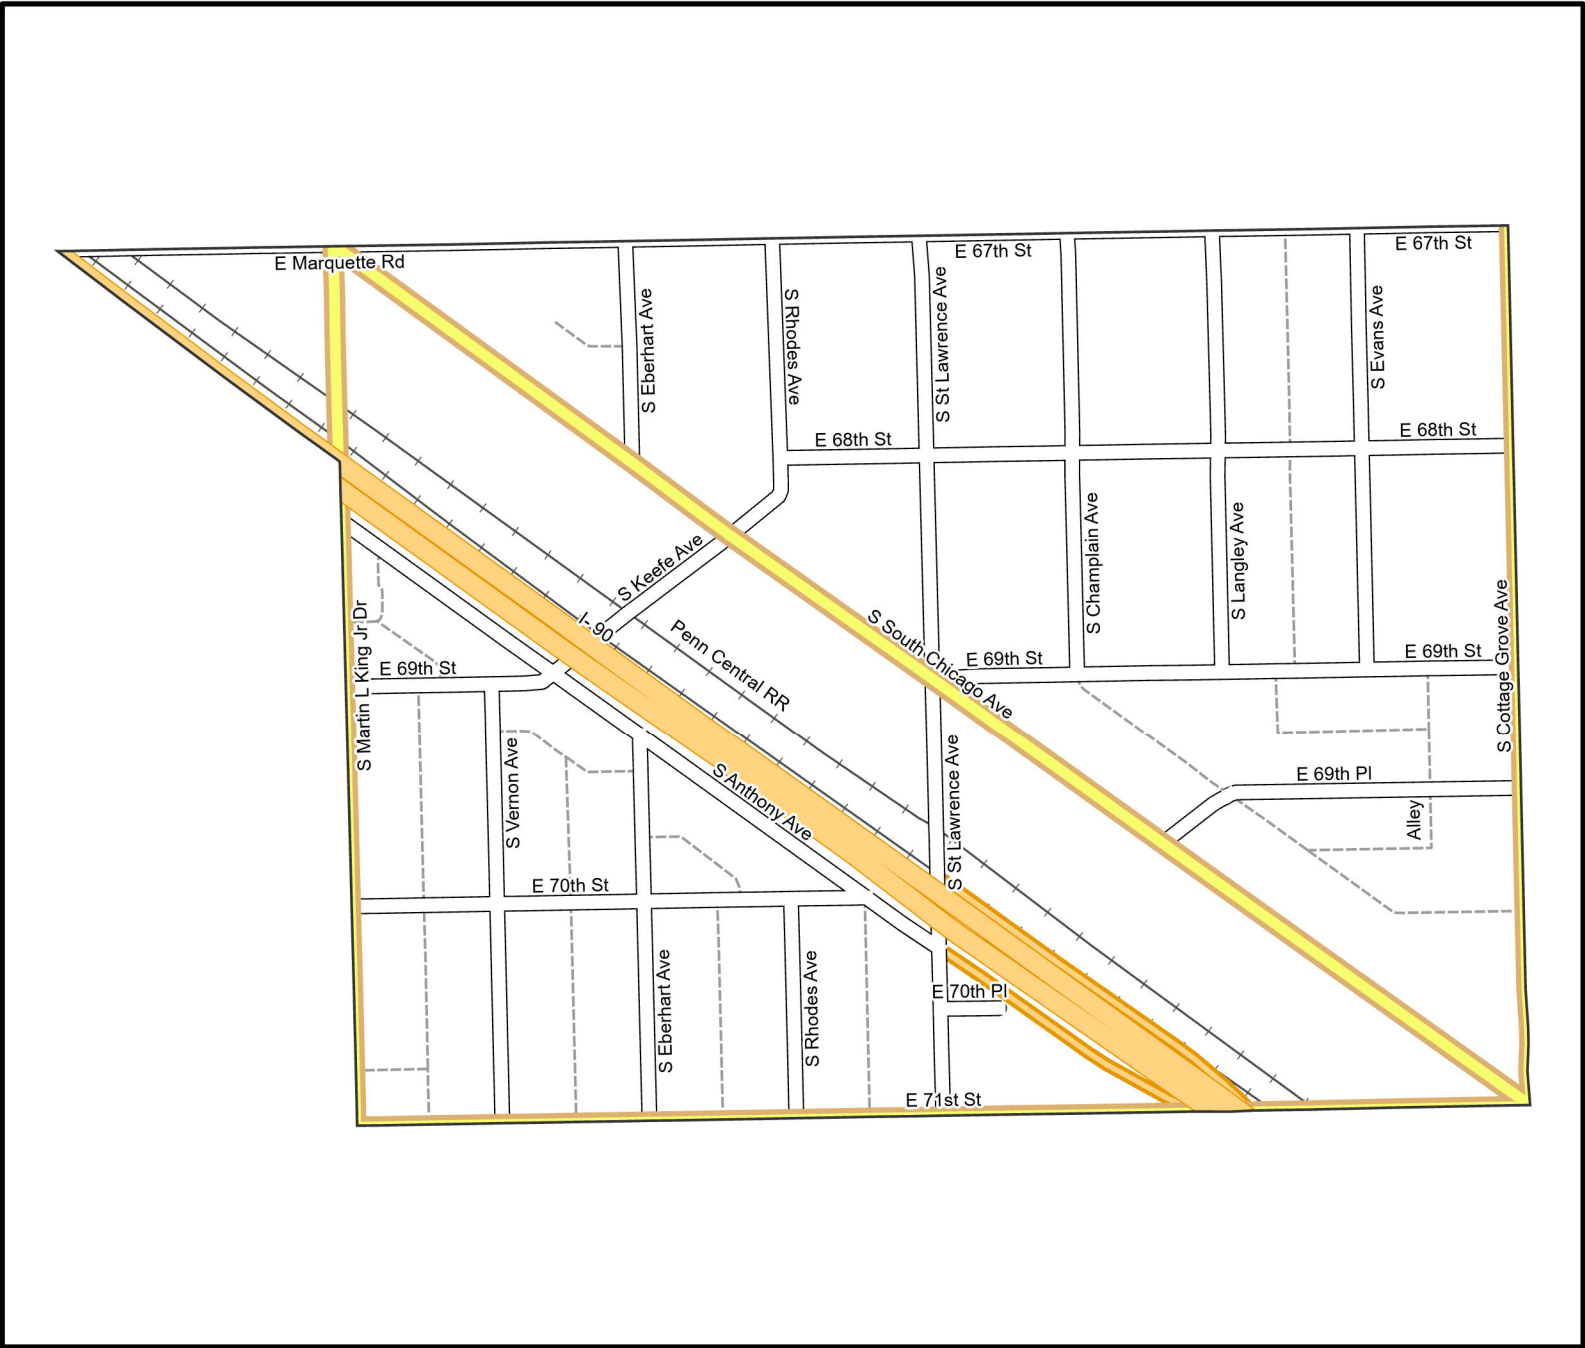 E 67th St
E 67th St
E Marquette Rd
S Eberhart Ave
S Rhodes Ave
S St Lawrence Ave
S Evans Ave
E 68th St
E 68th St
S Keefe Ave
S Champlain Ave
S Langley Ave
I-90
Penn Central RR
S South Chicago Ave
E 69th St
E 69th St
E 69th St
S Martin L King Jr Dr
S Cottage Grove Ave
S Vernon Ave
S Anthony Ave
S St Lawrence Ave
E 69th Pl
Alley
E 70th St
S Eberhart Ave
S Rhodes Ave
E 70th Pl
E 71st St